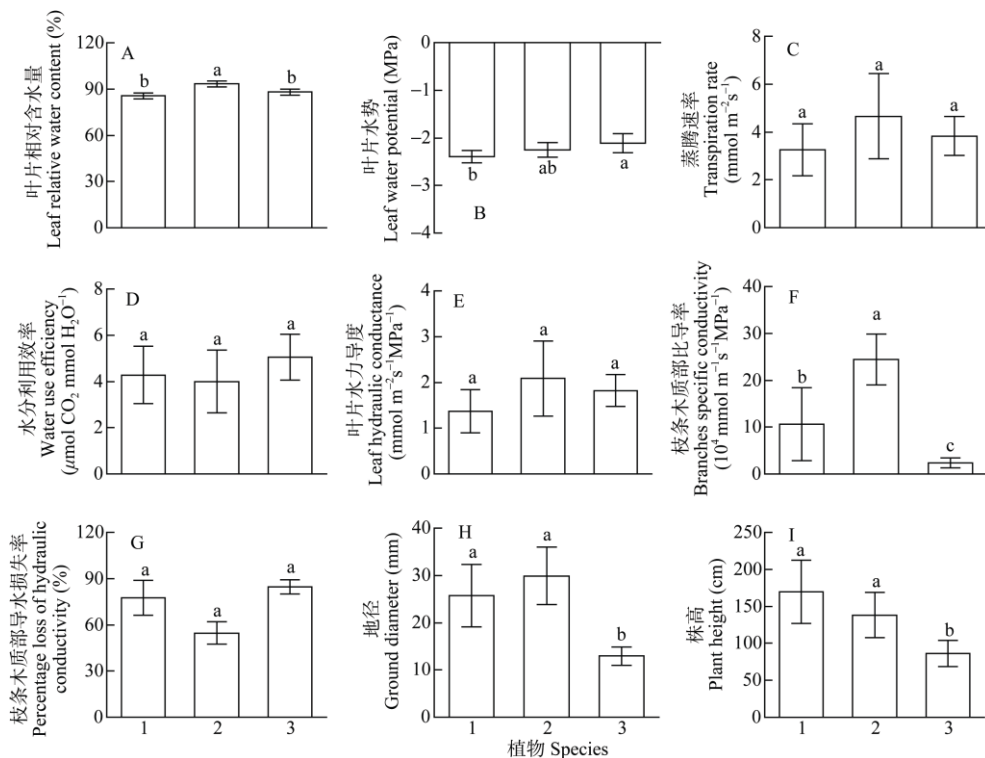 叶片相对含水量
Leaf relative water content (%)
120
90
60
90
30
0
A
b
a
b
叶片水势
Leaf water potential (MPa)
0
−1
−2
−3
−4
b
ab
a
B
蒸腾速率
Transpiration rate
(mmol m⁻²s⁻¹)
8
6
4
2
0
C
a
a
a
水分利用效率
Water use efficiency
(μmol CO₂ mmol H₂O⁻¹)
8
6
4
2
0
D
a
a
a
叶片水力导度
Leaf hydraulic conductance
(mmol m⁻²s⁻¹MPa⁻¹)
4
3
2
1
0
E
a
a
a
枝条木质部比导率
Branches specific conductivity
(10⁴ mmol m⁻¹s⁻¹MPa⁻¹)
40
30
20
10
0
F
b
a
c
枝条木质部导水损失率
Percentage loss of hydraulic
conductivity (%)
120
90
60
30
0
G
a
a
a
1 2 3
地径
Ground diameter (mm)
40
30
20
10
0
H
a
a
b
1 2 3
株高
Plant height (cm)
250
200
150
100
50
0
I
a
a
b
1 2 3
植物 Species